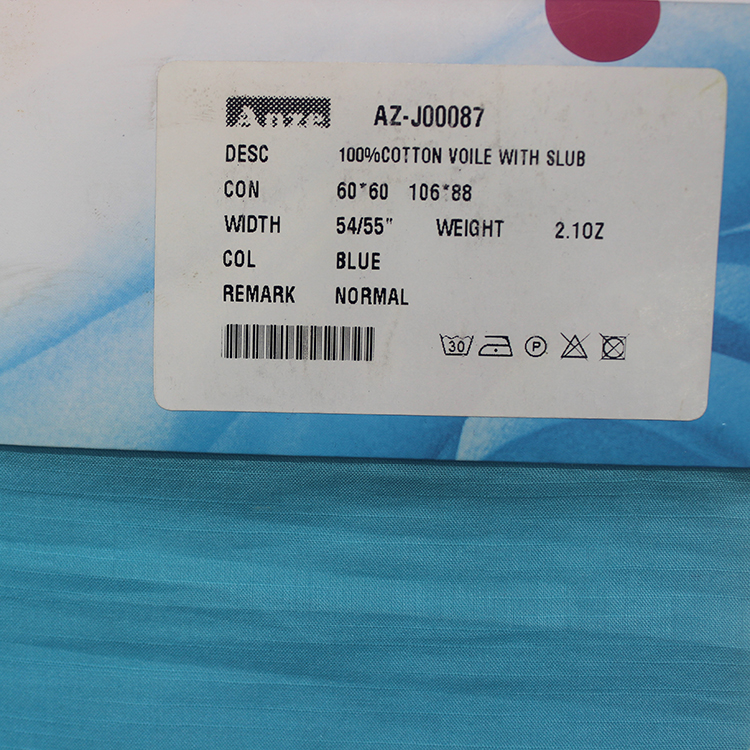 Anze AZ-J00087
DESC 100%COTTON VOILE WITH SLUB
CON 60*60 106*88
WIDTH 54/55" WEIGHT 2.1OZ
COL BLUE
REMARK NORMAL
30 P